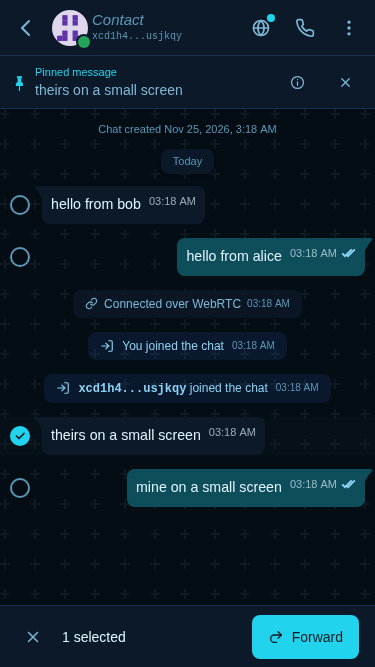 Contact
xcd1h4...usjkqy
Pinned message
theirs on a small screen
Chat created Nov 25, 2026, 3:18 AM
Today
hello from bob 03:18 AM
hello from alice 03:18 AM
Connected over WebRTC 03:18 AM
You joined the chat 03:18 AM
xcd1h4...usjkqy joined the chat 03:18 AM
theirs on a small screen 03:18 AM
mine on a small screen 03:18 AM
1 selected
Forward